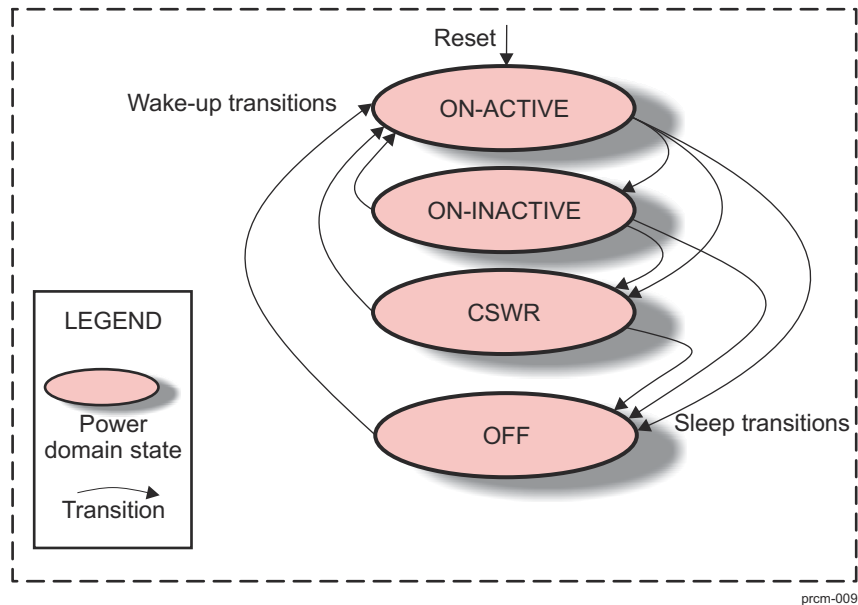 Reset
Wake-up transitions
ON-ACTIVE
ON-INACTIVE
CSWR
OFF
Sleep transitions
LEGEND
Power
domain state
Transition
prcm-009